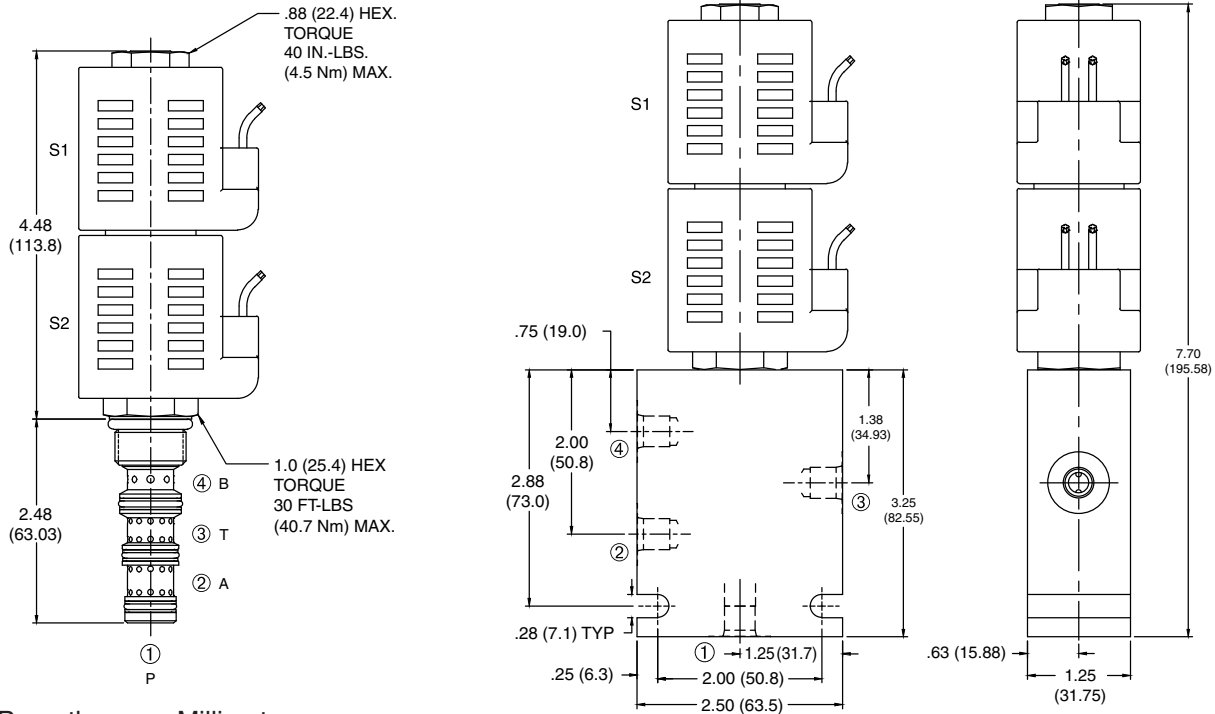 .88 (22.4) HEX.
TORQUE
40 IN.-LBS.
(4.5 Nm) MAX.
S1
4.48
(113.8)
S2
1.0 (25.4) HEX
TORQUE
30 FT-LBS
(40.7 Nm) MAX.
④ B
2.48
(63.03)
③ T
② A
①
P
S1
S2
.75 (19.0)
④
2.00
(50.8)
2.88
(73.0)
②
1.38
(34.93)
③
3.25
(82.55)
.28 (7.1) TYP
①
1.25 (31.7)
.25 (6.3)
2.00 (50.8)
2.50 (63.5)
7.70
(195.58)
.63 (15.88)
1.25
(31.75)